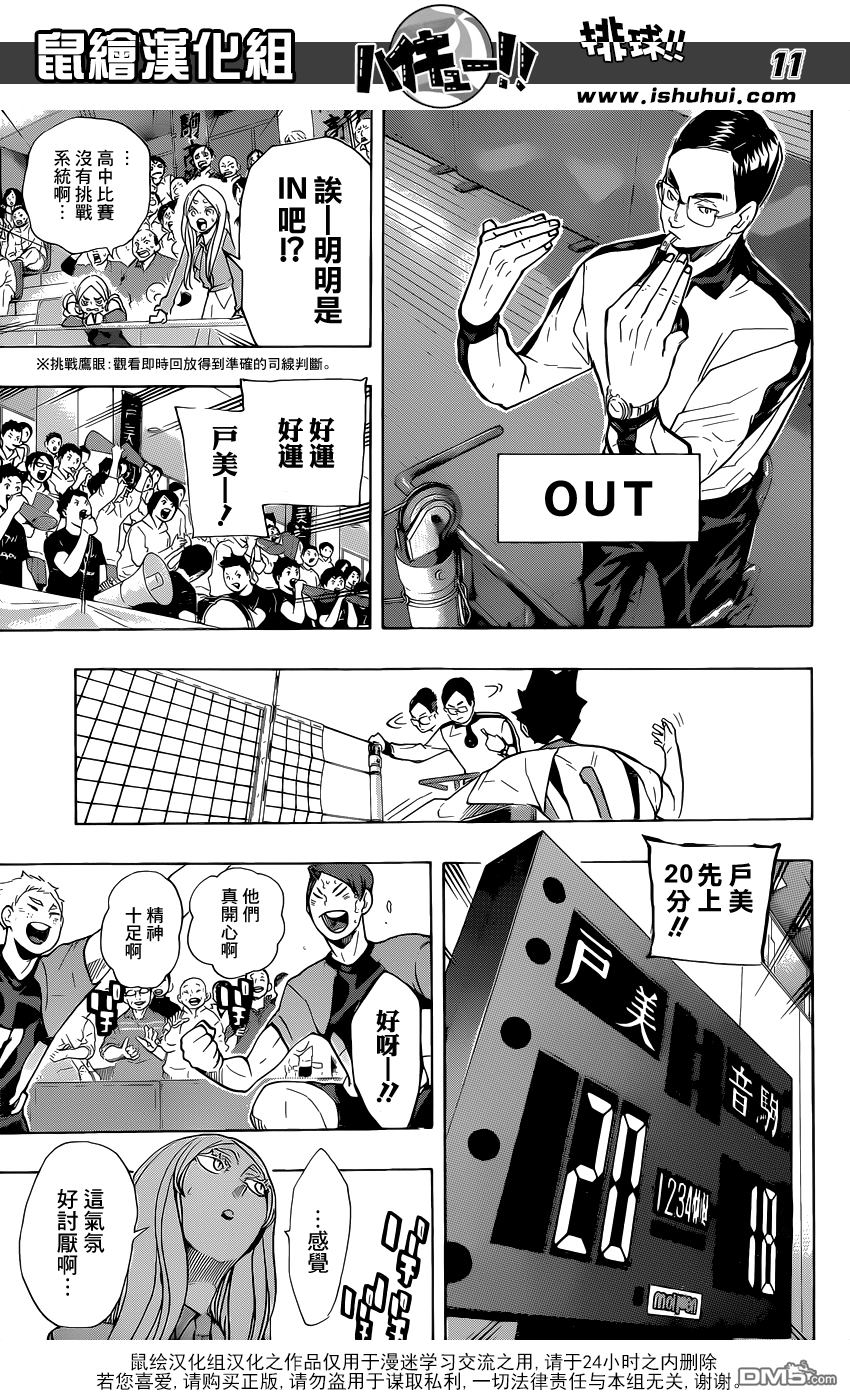 鼠繪漢化組
ハイキュー!!
排球!!
11
www.ishuhui.com
OUT
誒—明明是
IN吧!?
…
高中比賽
沒有挑戰
系統啊…
※挑戰鷹眼:觀看即時回放得到準確的司線判斷。
好運
好運
戶美—!
戶美
先上
20分!!
戸美
音駒
20
18
好呀—!!
他們
真開心啊
精神
十足啊
…感覺
這氣氛
好討厭啊…
鼠绘汉化组汉化之作品仅用于漫迷学习交流之用, 请于24小时之内删除
若您喜爱, 请购买正版, 请勿用于谋取私利, 一切法律责任与本组无关, 谢谢。
DM5.com